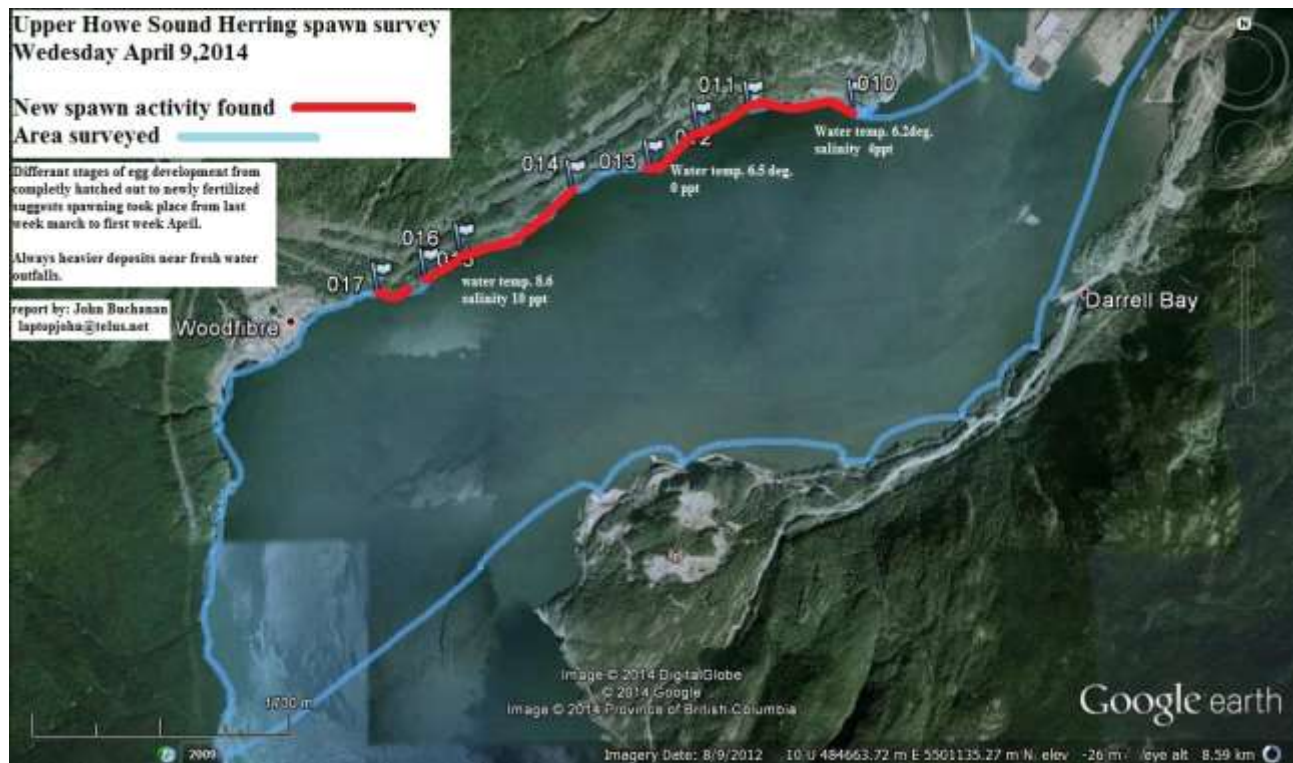 Upper Howe Sound Herring spawn survey
Wedesday April 9,2014
New spawn activity found
Area surveyed
Differant stages of egg development from
completly hatched out to newly fertilized
suggests spawning took place from last
week march to first week April.
Always heavier deposits near fresh water
outfalls.
report by: John Buchanan
laptopjohn@telus.net
011
010
012
Water temp. 6.2deg.
salinity 4ppt
014
013
Water temp. 6.5 deg.
0 ppt
016
015
017
water temp. 8.6
salinity 10 ppt
N
Woodfibre
Darrell Bay
Image © 2014 DigitalGlobe
© 2014 Google
Image © 2014 Province of British Columbia
Google earth
1730 m
2009
Imagery Date: 8/9/2012 10 U 484663.72 m E 5501135.27 m N elev -26 m eye alt 8.59 km